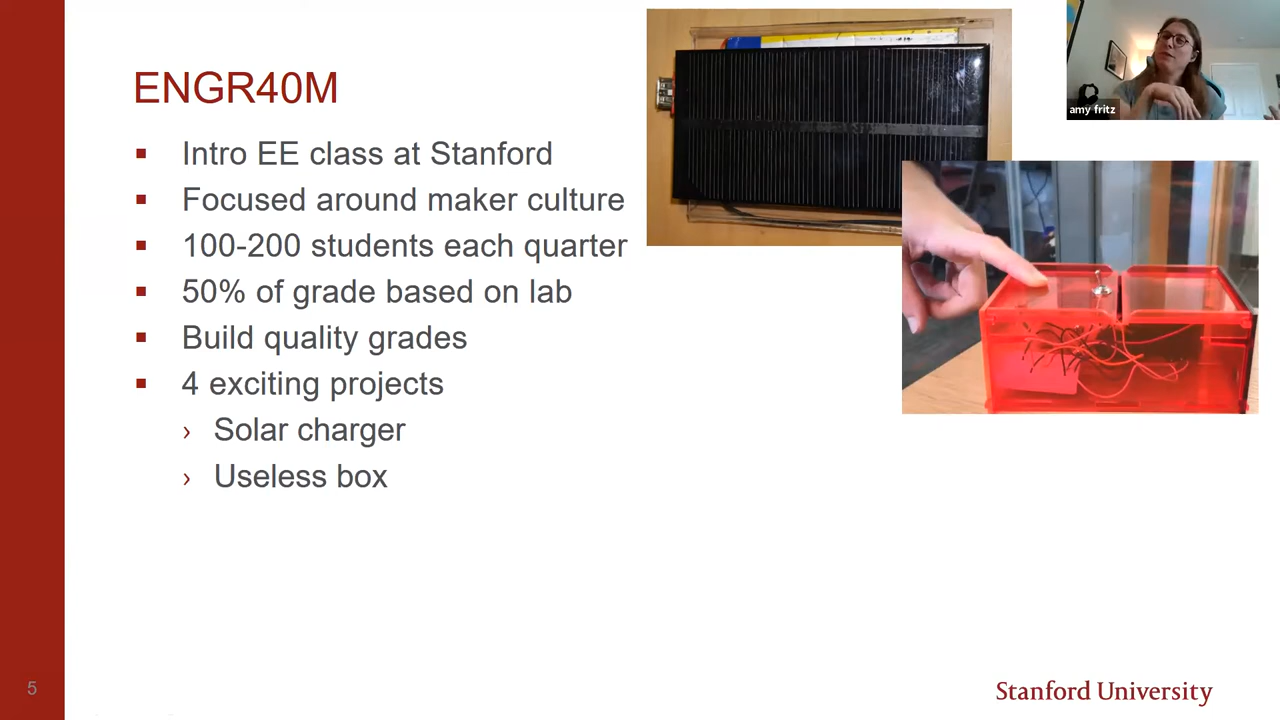 ENGR40M
Intro EE class at Stanford
Focused around maker culture
100-200 students each quarter
50% of grade based on lab
Build quality grades
4 exciting projects
Solar charger
Useless box
amy fritz
5
Stanford University